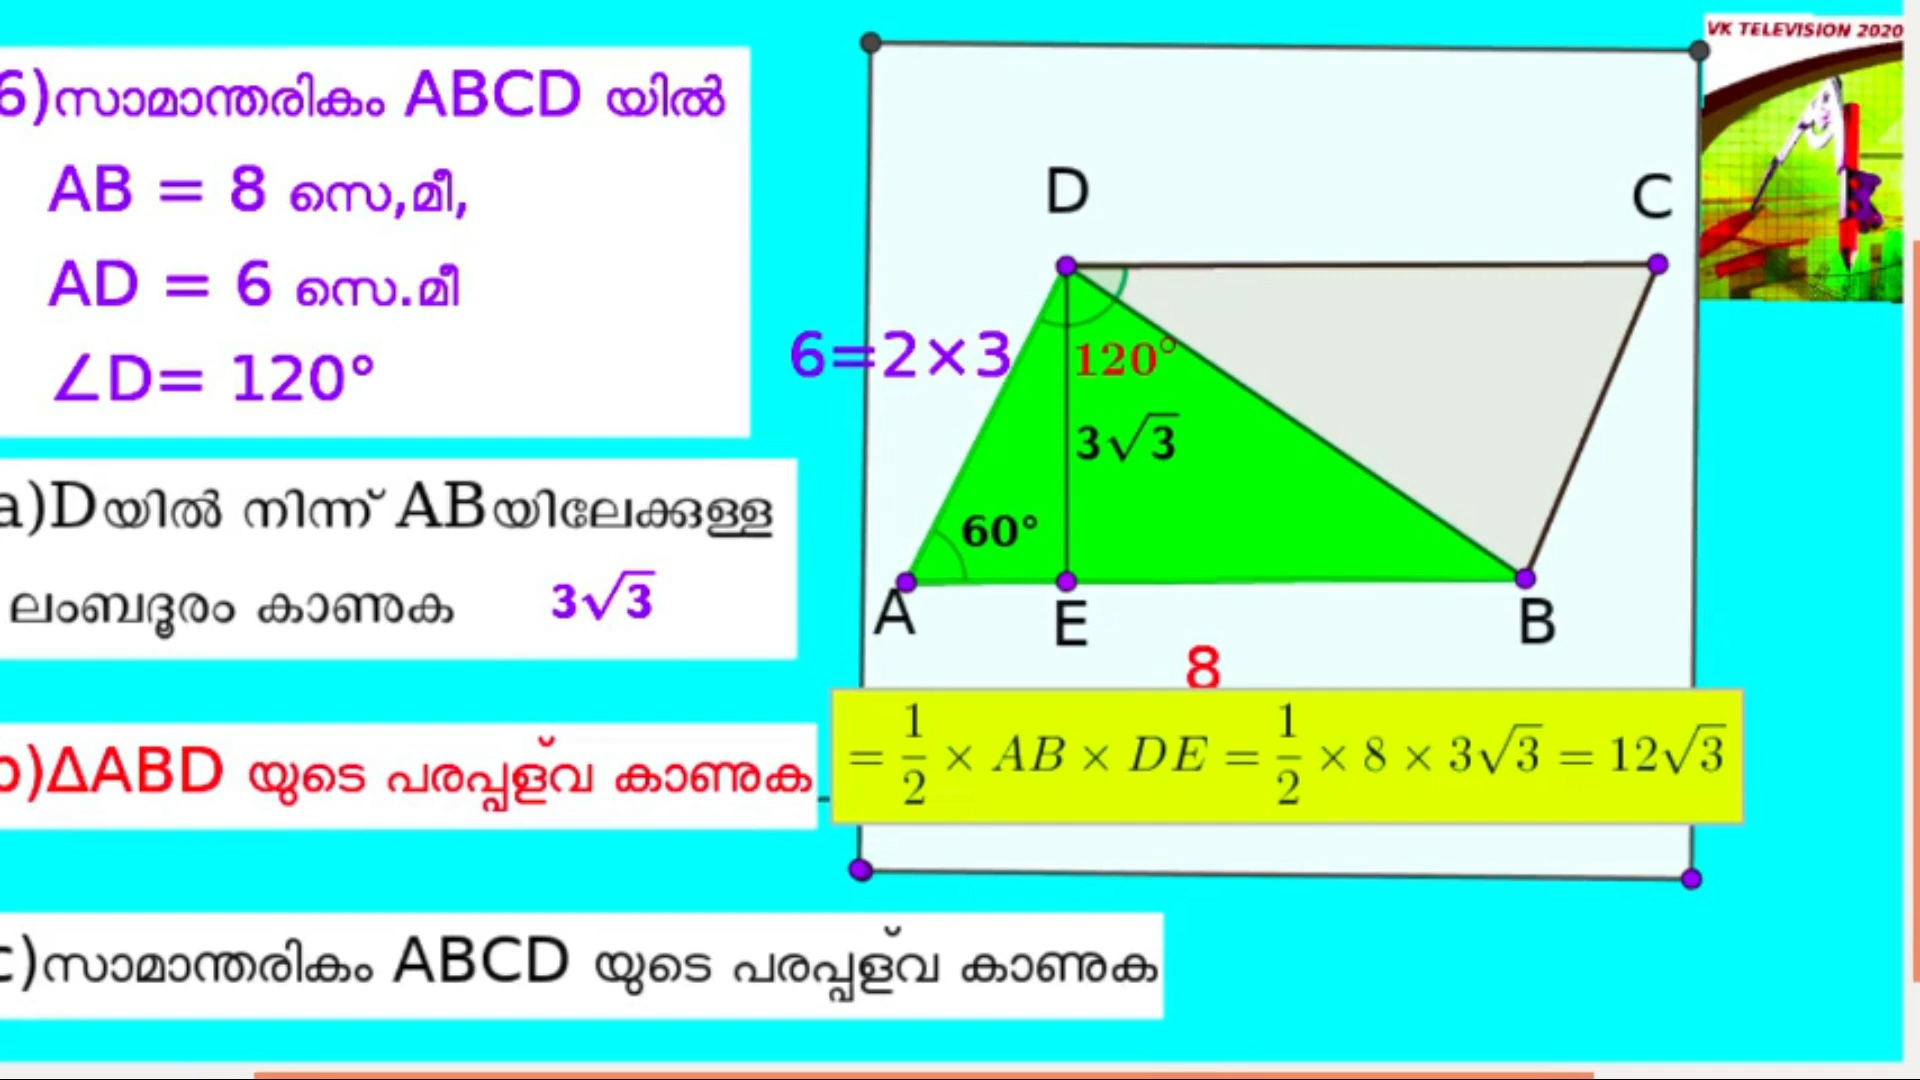 6)സാമാന്തരികം ABCD യിൽ
AB = 8 സെ,മീ,
AD = 6 സെ.മീ
∠D= 120°
a)Dയിൽ നിന്ന് ABയിലേക്കുള്ള
ലംബദൂരം കാണുക 3√3
b)ΔABD യുടെ പരപ്പളവ് കാണുക
= 1/2 × AB × DE = 1/2 × 8 × 3√3 = 12√3
c)സാമാന്തരികം ABCD യുടെ പരപ്പളവ് കാണുക
D
C
6=2×3
120°
3√3
60°
A
E
B
8
VK TELEVISION 2020